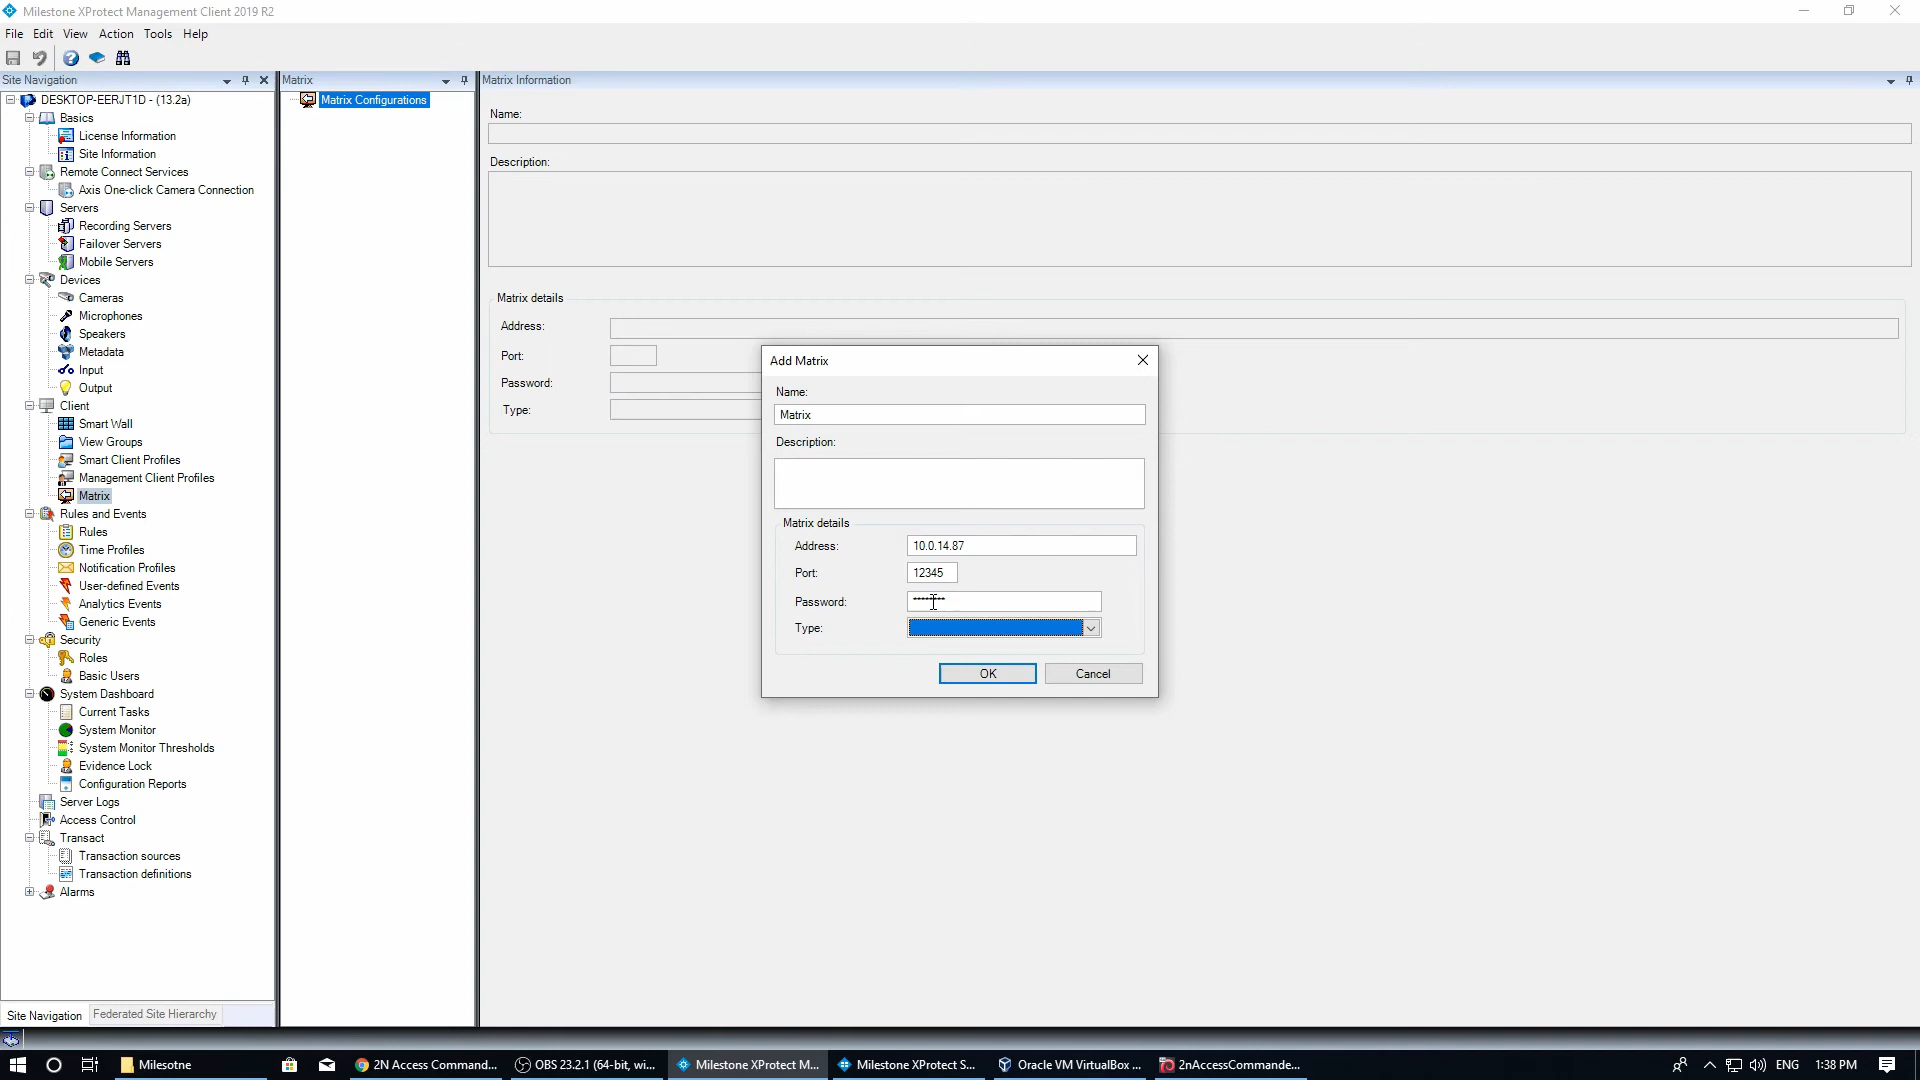 Milestone XProtect Management Client 2019 R2
File Edit View Action Tools Help
Site Navigation
Matrix
Matrix Information
DESKTOP-EERJT1D - (13.2a)
Basics
License Information
Site Information
Remote Connect Services
Axis One-click Camera Connection
Servers
Recording Servers
Failover Servers
Mobile Servers
Devices
Cameras
Microphones
Speakers
Metadata
Input
Output
Client
Smart Wall
View Groups
Smart Client Profiles
Management Client Profiles
Matrix
Rules and Events
Rules
Time Profiles
Notification Profiles
User-defined Events
Analytics Events
Generic Events
Security
Roles
Basic Users
System Dashboard
Current Tasks
System Monitor
System Monitor Thresholds
Evidence Lock
Configuration Reports
Server Logs
Access Control
Transact
Transaction sources
Transaction definitions
Alarms
Site Navigation
Federated Site Hierarchy
Matrix Configurations
Name:
Description:
Matrix details
Address:
Port:
Password:
Type:
Add Matrix
Name:
Matrix
Description:
Matrix details
Address: 10.0.14.87
Port: 12345
Password: *********
Type:
OK Cancel
Milesotne
2N Access Command...
OBS 23.2.1 (64-bit, wi...
Milestone XProtect M...
Milestone XProtect S...
Oracle VM VirtualBox ...
2nAccessCommande...
ENG
1:38 PM